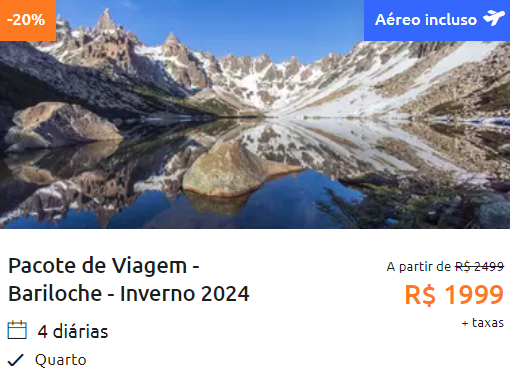 -20%
Aéreo incluso
Pacote de Viagem -
Bariloche - Inverno 2024
4 diárias
Quarto
A partir de R$ 2499
R$ 1999
+ taxas